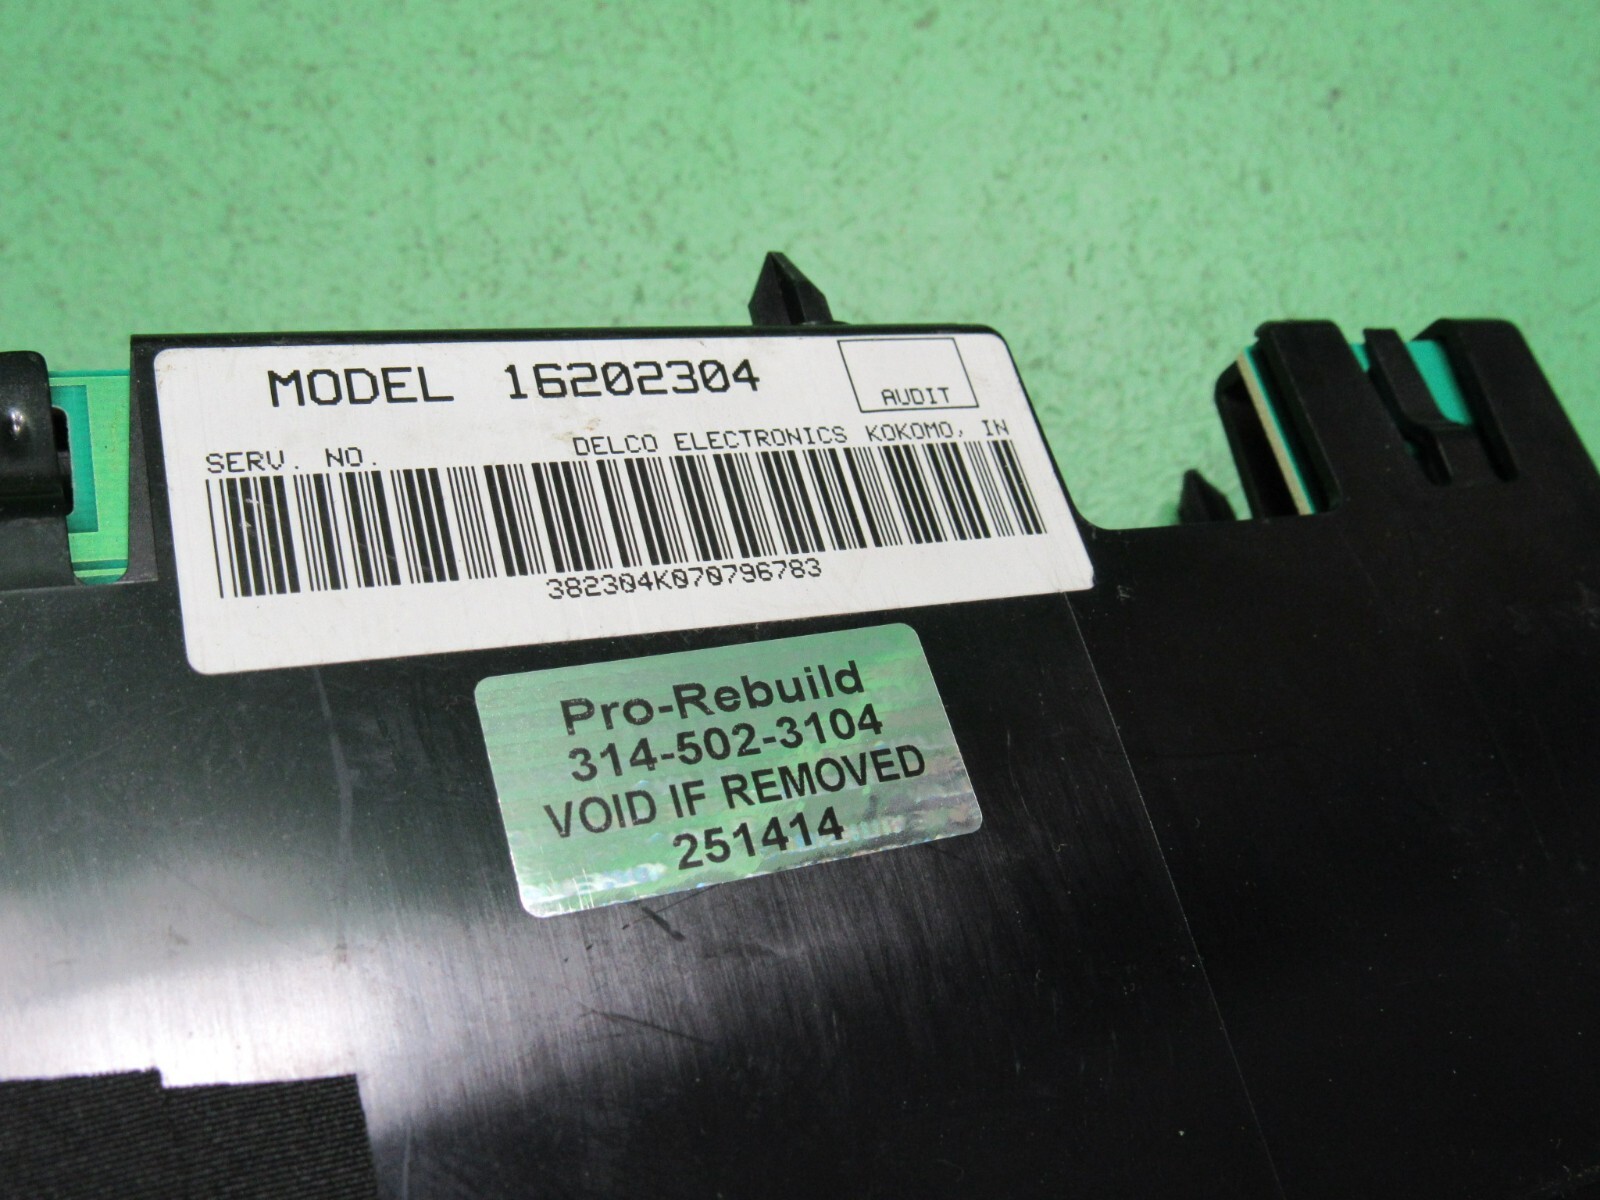 MODEL 16202304
AUDIT
SERV. NO.
DELCO ELECTRONICS KOKOMO, IN
382304K070796783
Pro-Rebuild
314-502-3104
VOID IF REMOVED
251414